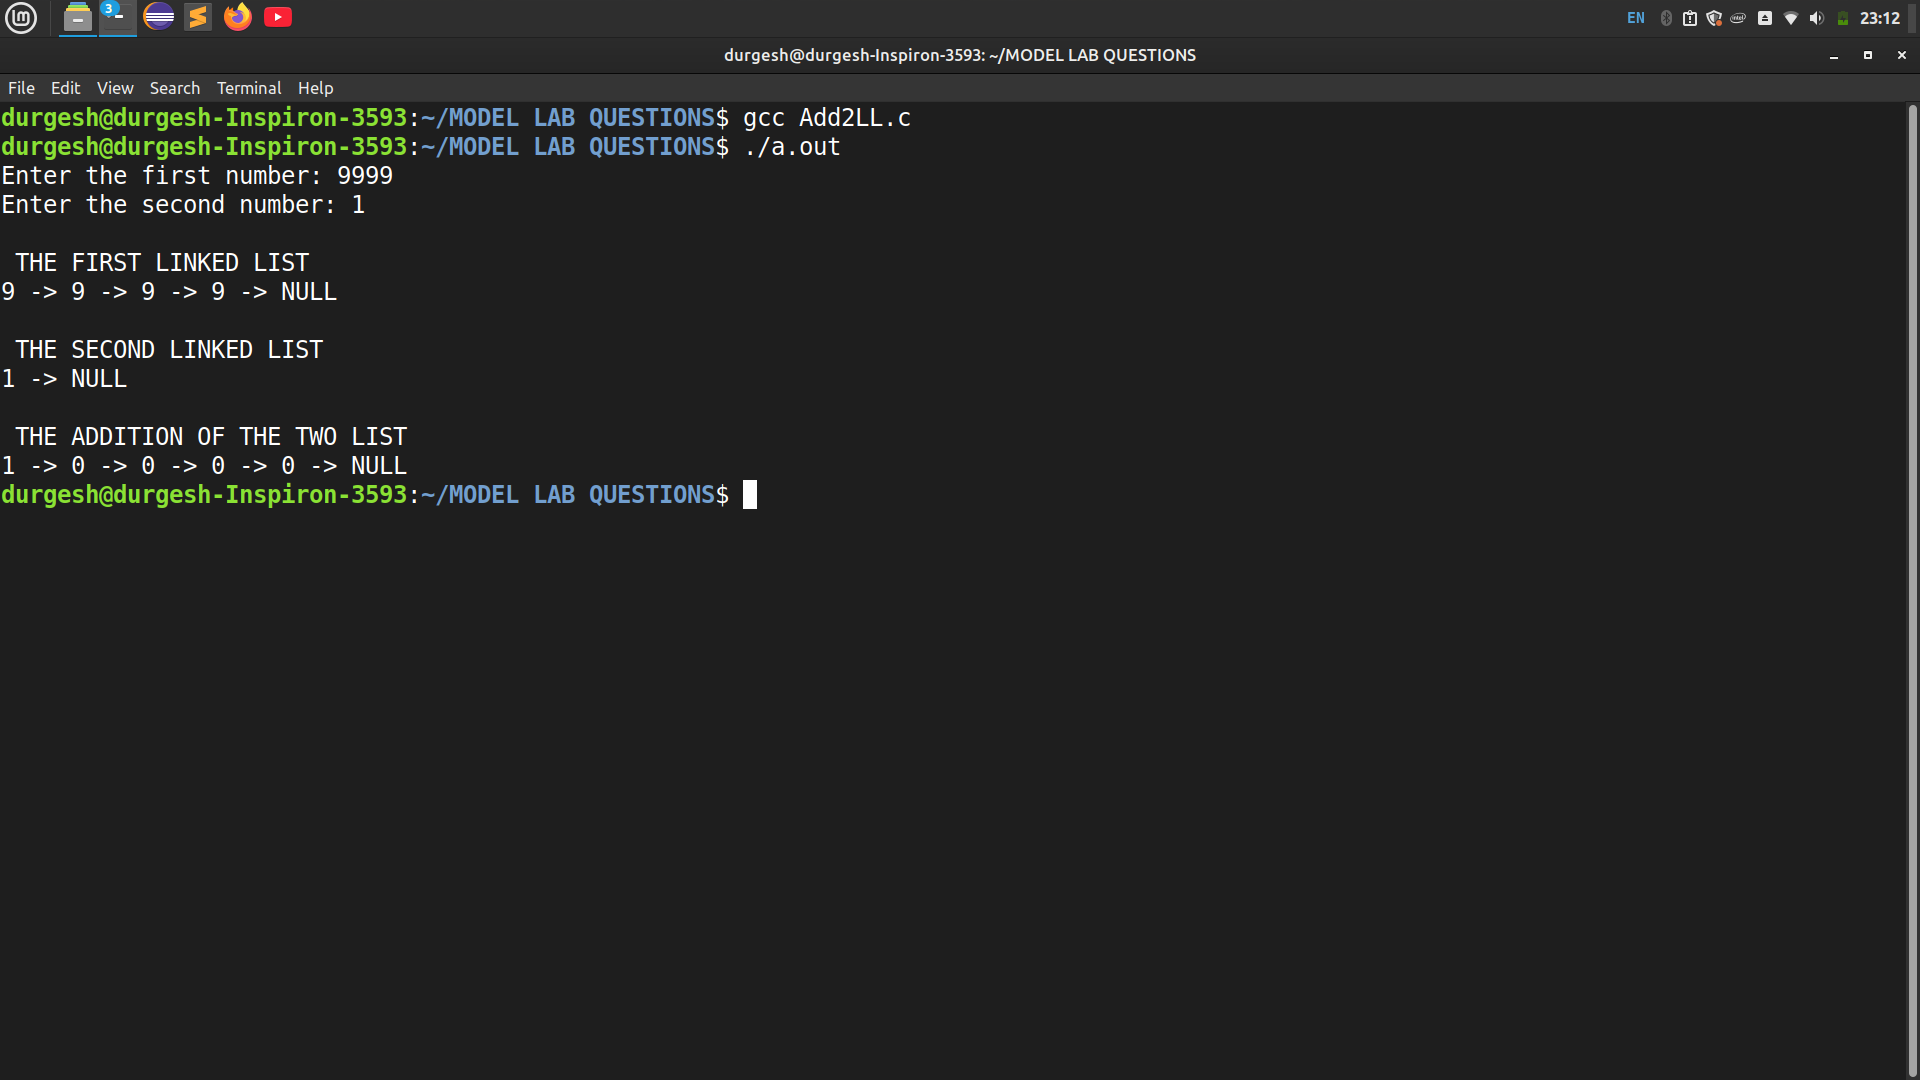 3
EN
23:12
durgesh@durgesh-Inspiron-3593: ~/MODEL LAB QUESTIONS
File Edit View Search Terminal Help
durgesh@durgesh-Inspiron-3593:~/MODEL LAB QUESTIONS$ gcc Add2LL.c
durgesh@durgesh-Inspiron-3593:~/MODEL LAB QUESTIONS$ ./a.out
Enter the first number: 9999
Enter the second number: 1
THE FIRST LINKED LIST
9 -> 9 -> 9 -> 9 -> NULL
THE SECOND LINKED LIST
1 -> NULL
THE ADDITION OF THE TWO LIST
1 -> 0 -> 0 -> 0 -> 0 -> NULL
durgesh@durgesh-Inspiron-3593:~/MODEL LAB QUESTIONS$